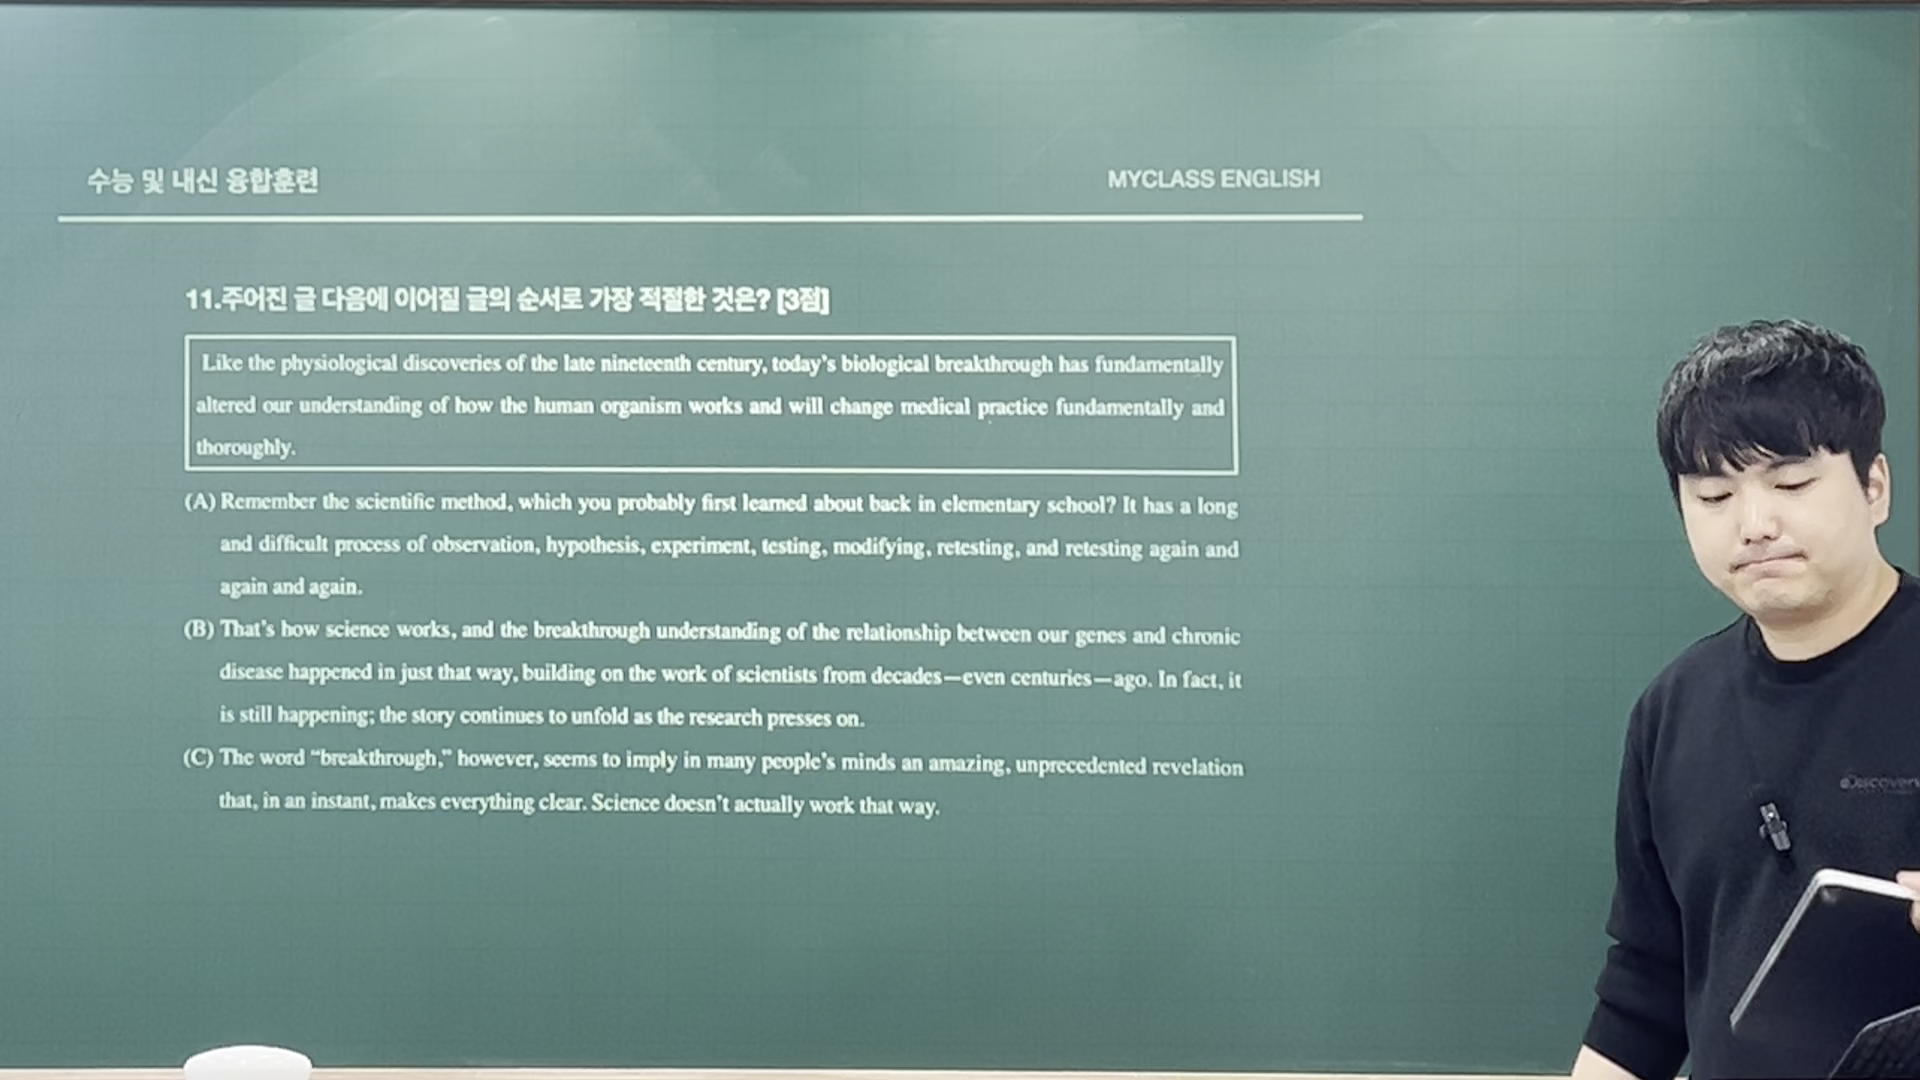 수능 및 내신 융합훈련
MYCLASS ENGLISH
11.주어진 글 다음에 이어질 글의 순서로 가장 적절한 것은? [3점]
Like the physiological discoveries of the late nineteenth century, today's biological breakthrough has fundamentally
altered our understanding of how the human organism works and will change medical practice fundamentally and
thoroughly.
(A) Remember the scientific method, which you probably first learned about back in elementary school? It has a long
and difficult process of observation, hypothesis, experiment, testing, modifying, retesting, and retesting again and
again and again.
(B) That's how science works, and the breakthrough understanding of the relationship between our genes and chronic
disease happened in just that way, building on the work of scientists from decades—even centuries—ago. In fact, it
is still happening; the story continues to unfold as the research presses on.
(C) The word “breakthrough,” however, seems to imply in many people's minds an amazing, unprecedented revelation
that, in an instant, makes everything clear. Science doesn't actually work that way.
Discovery